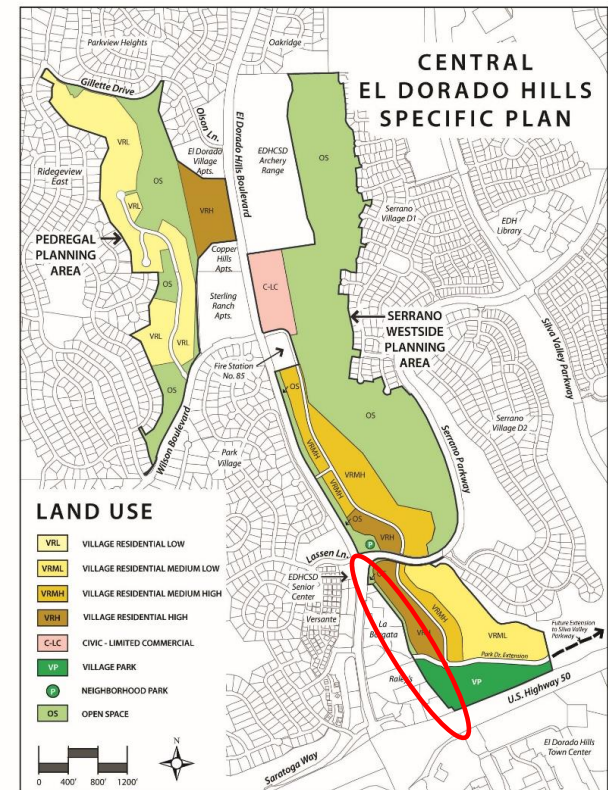 CENTRAL
EL DORADO HILLS
SPECIFIC PLAN
Parkview Heights
Oakridge
Gillette Drive
Olson Ln.
El Dorado Hills Boulevard
VRL
OS
El Dorado
Village
Apts.
EDHCSD
Archery
Range
OS
Ridgeview
East
VRL
VRH
Serrano
Village D1
EDH
Library
PEDREGAL
PLANNING
AREA
Copper
Hills
Apts.
OS
C-LC
Sterling
Ranch
Apts.
SERRANO
WESTSIDE
PLANNING
AREA
Silva Valley Parkway
VRL
VRL
Fire Station
No. 85
OS
OS
OS
Wilson Boulevard
Park
Village
VRMH
VRMH
VRMH
Serrano Parkway
Serrano
Village D2
OS
VRH
P
Lassen Ln.
EDHCSD
Senior
Center
Versante
La
Borgata
VRH
VRMH
VRML
Future Extension
to Silva Valley
Parkway
Park Dr. Extension
Raley's
VP
U.S. Highway 50
El Dorado Hills
Town Center
Saratoga Way
LAND USE
VRL VILLAGE RESIDENTIAL LOW
VRML VILLAGE RESIDENTIAL MEDIUM LOW
VRMH VILLAGE RESIDENTIAL MEDIUM HIGH
VRH VILLAGE RESIDENTIAL HIGH
C-LC CIVIC - LIMITED COMMERCIAL
VP VILLAGE PARK
P NEIGHBORHOOD PARK
OS OPEN SPACE
0 400' 800' 1200'
N